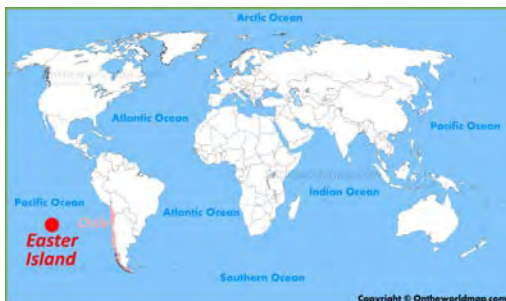 Arctic Ocean
Atlantic Ocean
Pacific Ocean
Indian Ocean
Pacific Ocean
Chile
Atlantic Ocean
Easter
Island
Southern Ocean
Copyright © Ontheworldmap.com